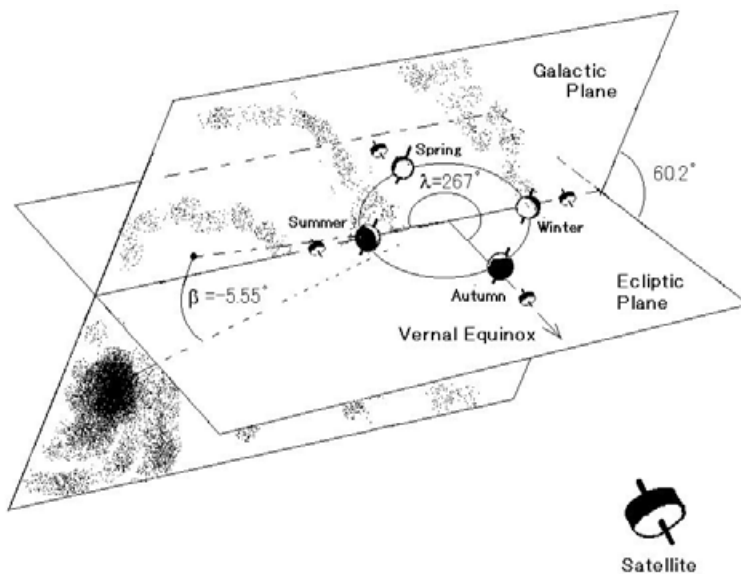 Galactic
Plane
Spring
λ=267°
60.2°
Summer
Winter
β=-5.55°
Autumn
Ecliptic
Plane
Vernal Equinox
Satellite